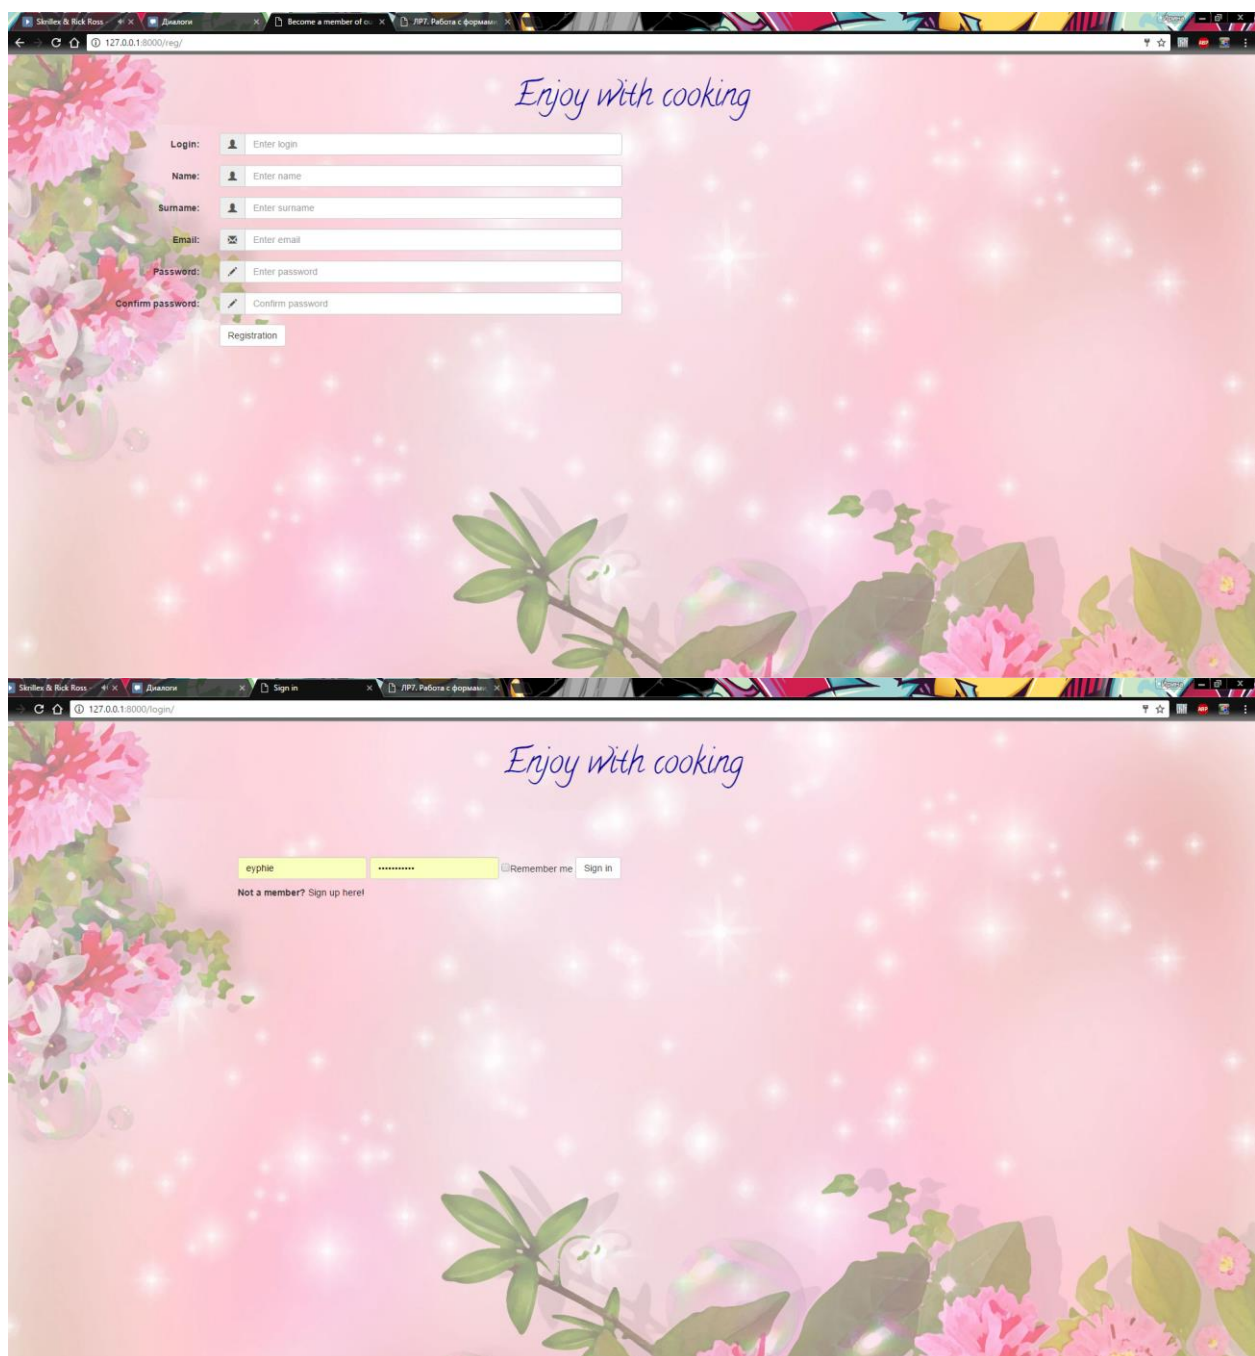 Skrillex & Rick Ross
Диалоги
Become a member of ou
ЛР7. Работа с формами
127.0.0.1:8000/reg/
ABP
Enjoy with cooking
Login:
Enter login
Name:
Enter name
Surname:
Enter surname
Email:
Enter email
Password:
Enter password
Confirm password:
Confirm password
Registration
Skrillex & Rick Ross
Диалоги
Sign in
ЛР7. Работа с формами
127.0.0.1:8000/login/
ABP
Enjoy with cooking
eyphie
•••••••••••
Remember me
Sign in
Not a member? Sign up here!